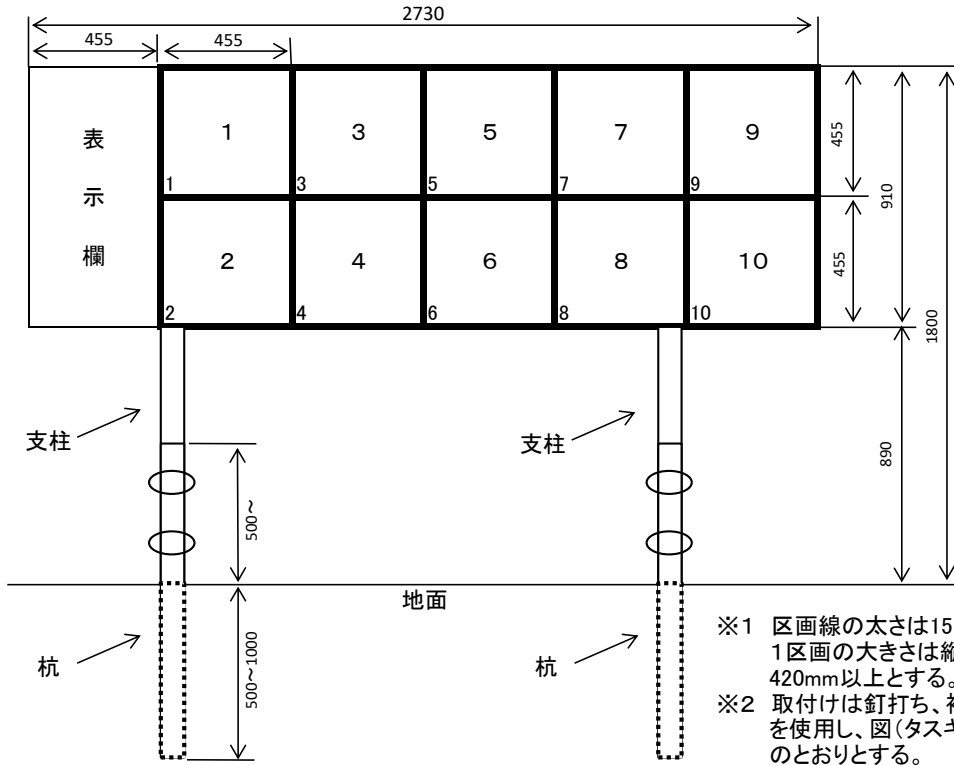 2730
455
455
表
示
欄
1
3
5
7
9
1
3
5
7
9
2
4
6
8
10
2
4
6
8
10
455
455
910
1800
890
支柱
支柱
500~
地面
杭
杭
500~1000
※1 区画線の太さは15
1区画の大きさは縦
420mm以上とする。
※2 取付けは釘打ち、
を使用し、図(タスキ
のとおりとする。